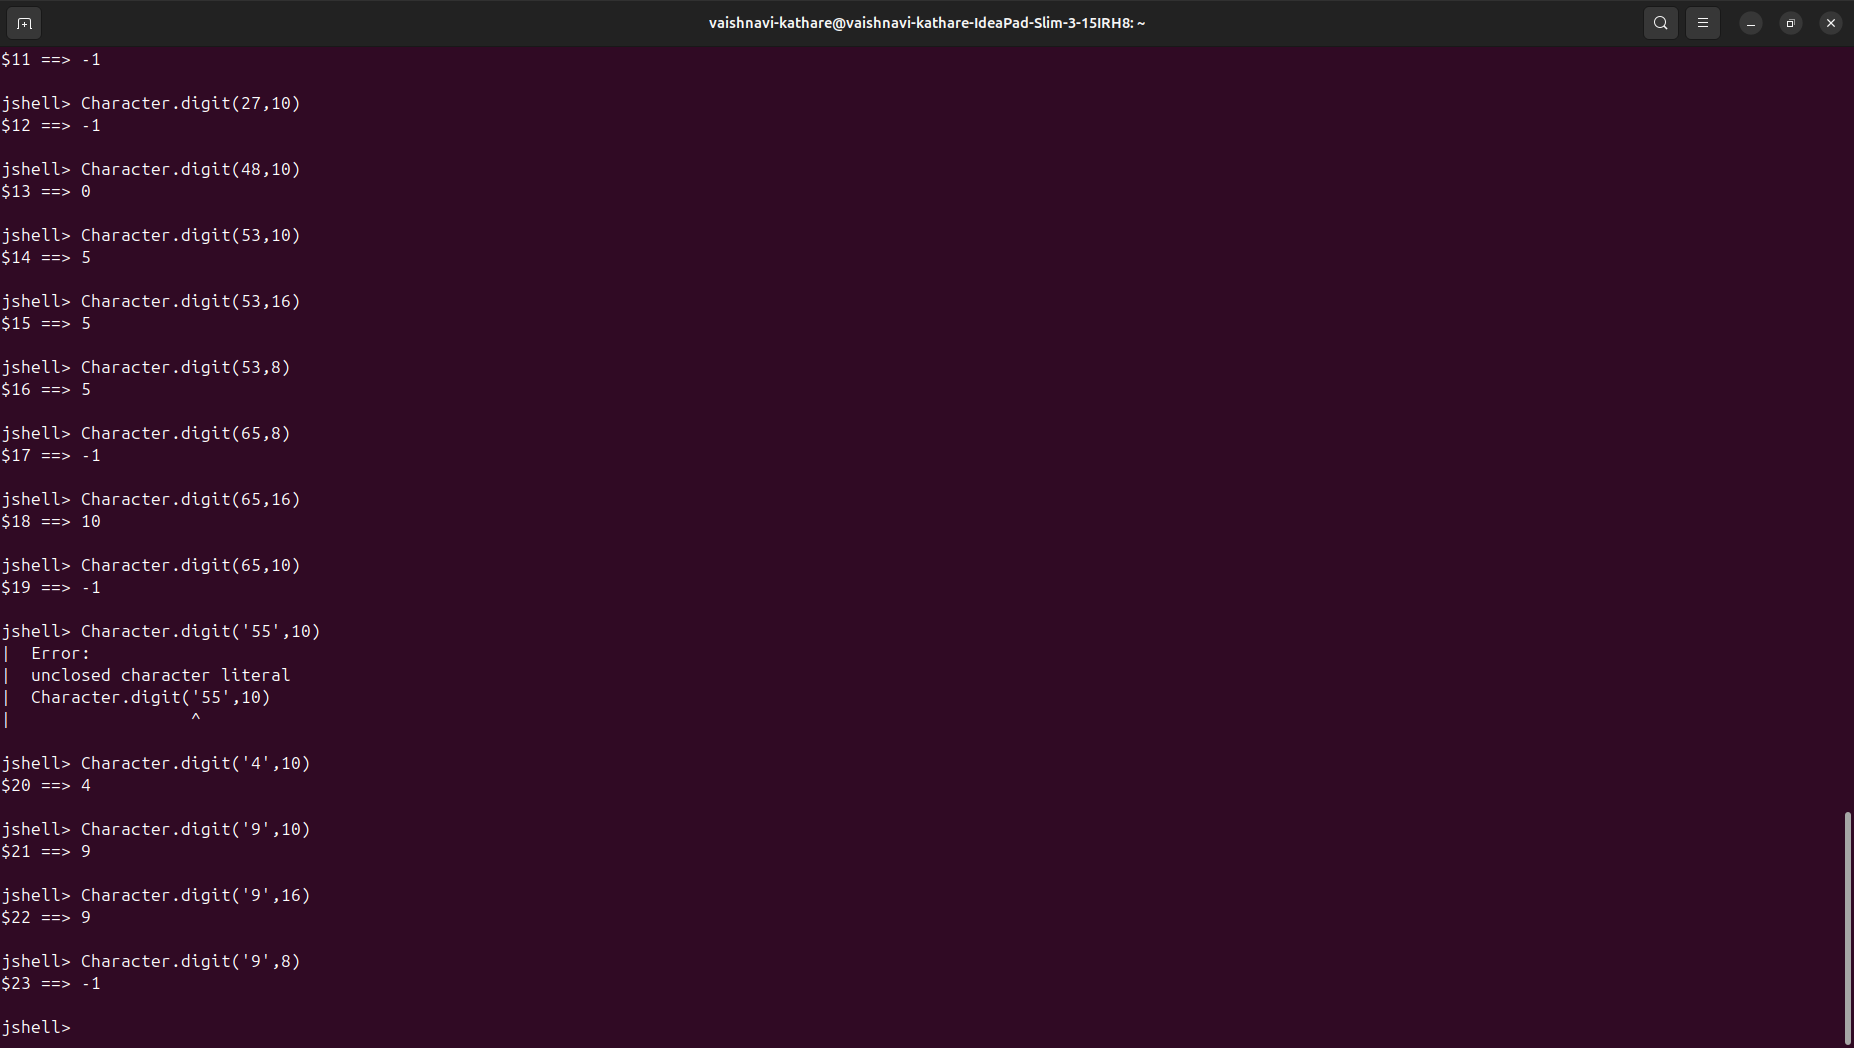 vaishnavi-kathare@vaishnavi-kathare-IdeaPad-Slim-3-15IRH8: ~
$11 ==> -1
jshell> Character.digit(27,10)
$12 ==> -1
jshell> Character.digit(48,10)
$13 ==> 0
jshell> Character.digit(53,10)
$14 ==> 5
jshell> Character.digit(53,16)
$15 ==> 5
jshell> Character.digit(53,8)
$16 ==> 5
jshell> Character.digit(65,8)
$17 ==> -1
jshell> Character.digit(65,16)
$18 ==> 10
jshell> Character.digit(65,10)
$19 ==> -1
jshell> Character.digit('55',10)
|  Error:
|  unclosed character literal
|  Character.digit('55',10)
|                  ^
jshell> Character.digit('4',10)
$20 ==> 4
jshell> Character.digit('9',10)
$21 ==> 9
jshell> Character.digit('9',16)
$22 ==> 9
jshell> Character.digit('9',8)
$23 ==> -1
jshell>